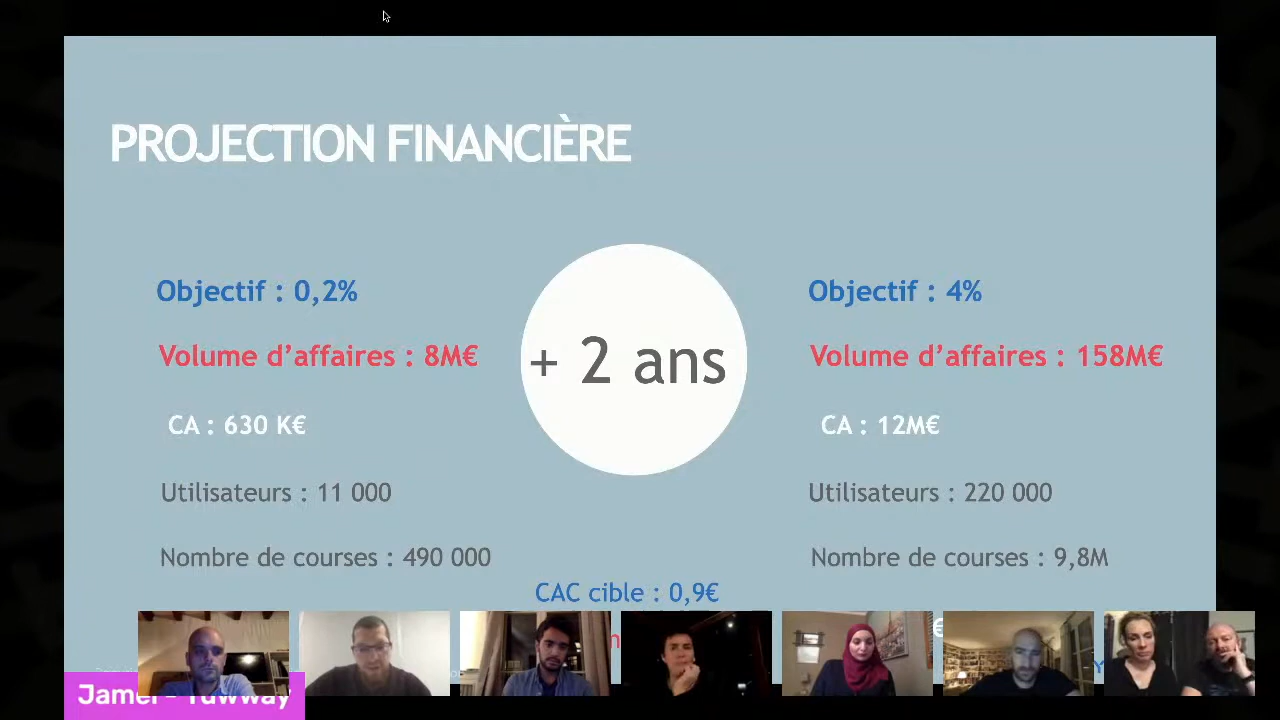 PROJECTION FINANCIÈRE
Objectif : 0,2%
Volume d’affaires : 8M€
CA : 630 K€
Utilisateurs : 11 000
Nombre de courses : 490 000
+ 2 ans
Objectif : 4%
Volume d’affaires : 158M€
CA : 12M€
Utilisateurs : 220 000
Nombre de courses : 9,8M
CAC cible : 0,9€
Jamel - Yuwway